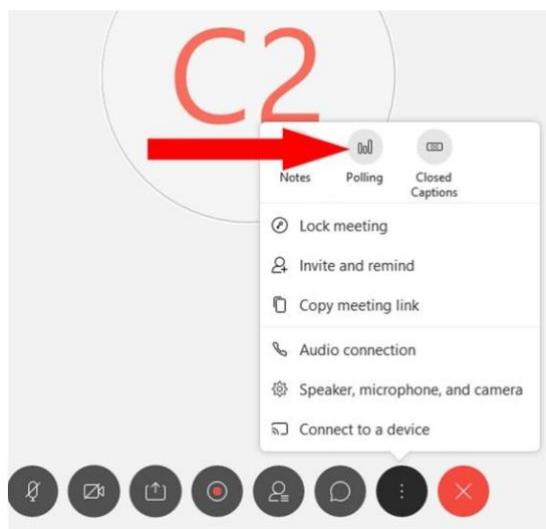 C2
Notes
Polling
Closed
Captions
Lock meeting
Invite and remind
Copy meeting link
Audio connection
Speaker, microphone, and camera
Connect to a device